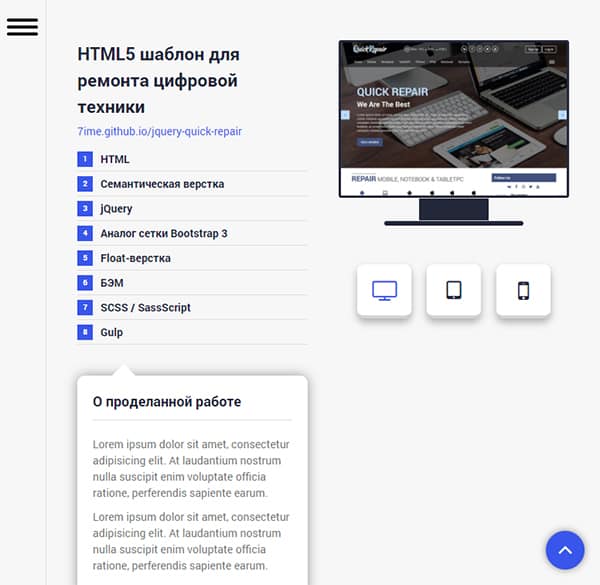 HTML5 шаблон для
ремонта цифровой
техники
7ime.github.io/jquery-quick-repair
1 HTML
2 Семантическая верстка
3 jQuery
4 Аналог сетки Bootstrap 3
5 Float-верстка
6 БЭМ
7 SCSS / SassScript
8 Gulp
О проделанной работе
Lorem ipsum dolor sit amet, consectetur
adipisicing elit. At laudantium nostrum
nulla suscipit enim voluptate officia
ratione, perferendis sapiente earum.
Lorem ipsum dolor sit amet, consectetur
adipisicing elit. At laudantium nostrum
nulla suscipit enim voluptate officia
ratione, perferendis sapiente earum.
Quick Repair
QUICK REPAIR
We Are The Best
REPAIR MOBILE, NOTEBOOK & TABLETPC
Follow Us